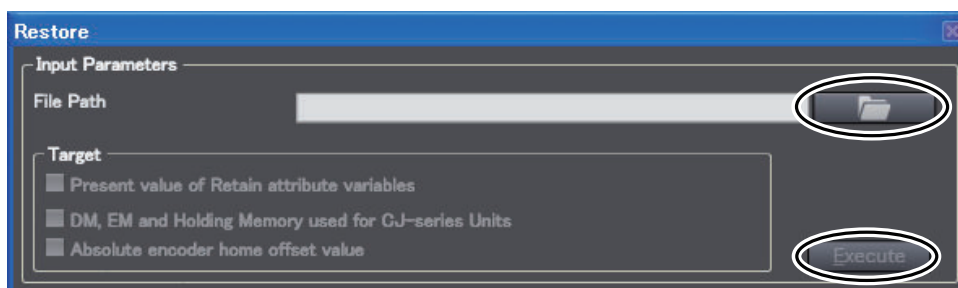 Restore
Input Parameters
File Path
Target
Present value of Retain attribute variables
DM, EM and Holding Memory used for CJ-series Units
Absolute encoder home offset value
Execute